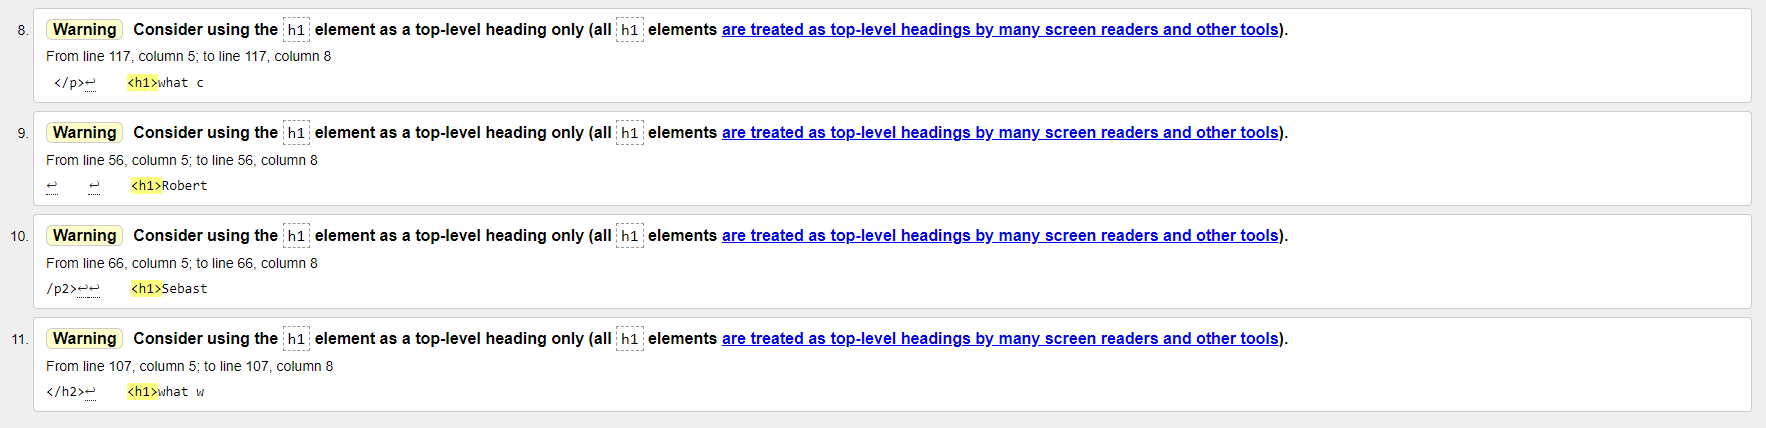 8. Warning Consider using the h1 element as a top-level heading only (all h1 elements are treated as top-level headings by many screen readers and other tools).
From line 117, column 5; to line 117, column 8
</p>↩ <h1>what c
9. Warning Consider using the h1 element as a top-level heading only (all h1 elements are treated as top-level headings by many screen readers and other tools).
From line 56, column 5; to line 56, column 8
↩ ↩ <h1>Robert
10. Warning Consider using the h1 element as a top-level heading only (all h1 elements are treated as top-level headings by many screen readers and other tools).
From line 66, column 5; to line 66, column 8
/p2>↩↩ <h1>Sebast
11. Warning Consider using the h1 element as a top-level heading only (all h1 elements are treated as top-level headings by many screen readers and other tools).
From line 107, column 5; to line 107, column 8
</h2>↩ <h1>what w